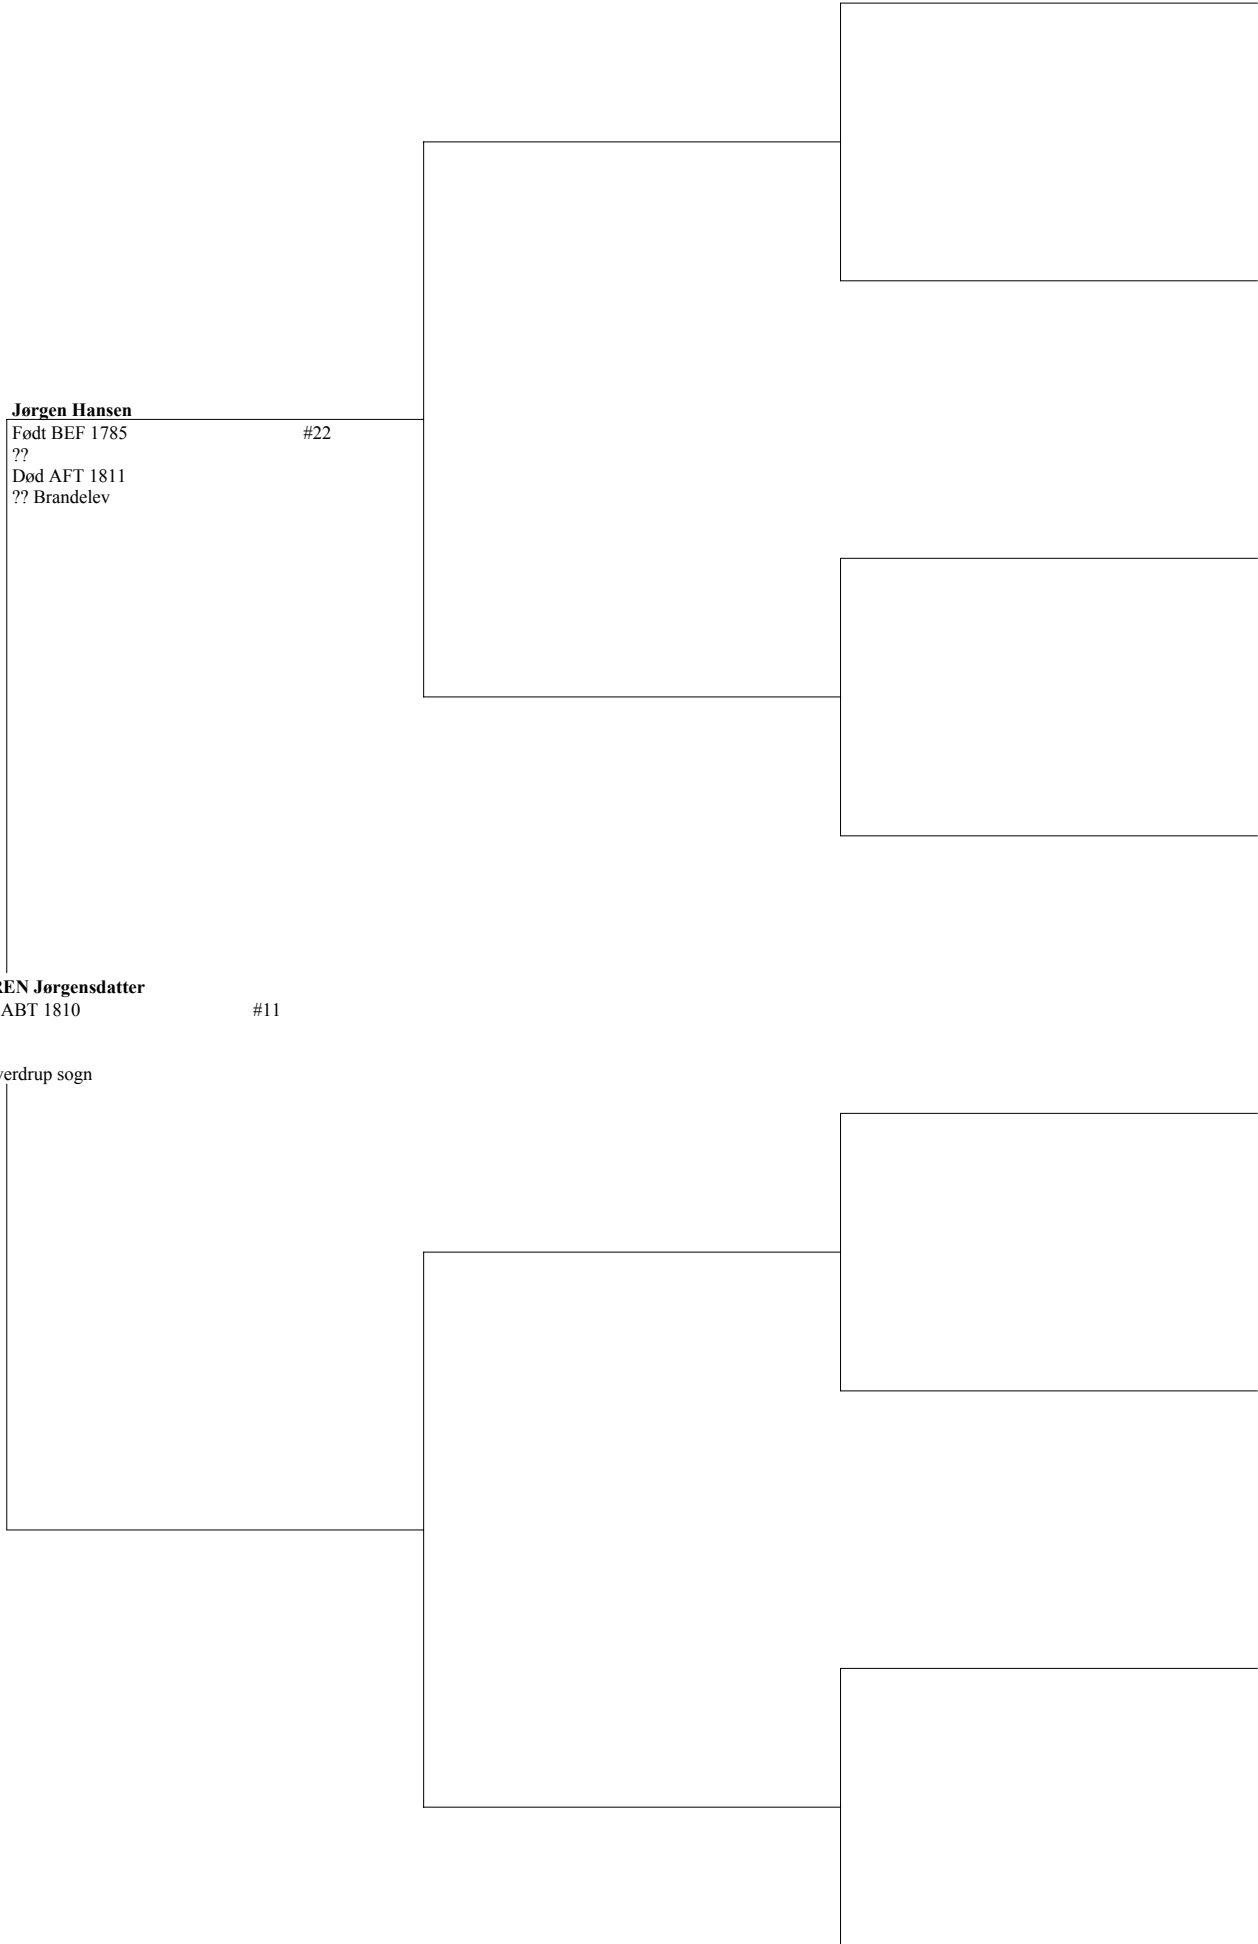 Jørgen Hansen
Født BEF 1785 #22
??
Død AFT 1811
?? Brandelev
REN Jørgensdatter
ABT 1810 #11
verdrup sogn